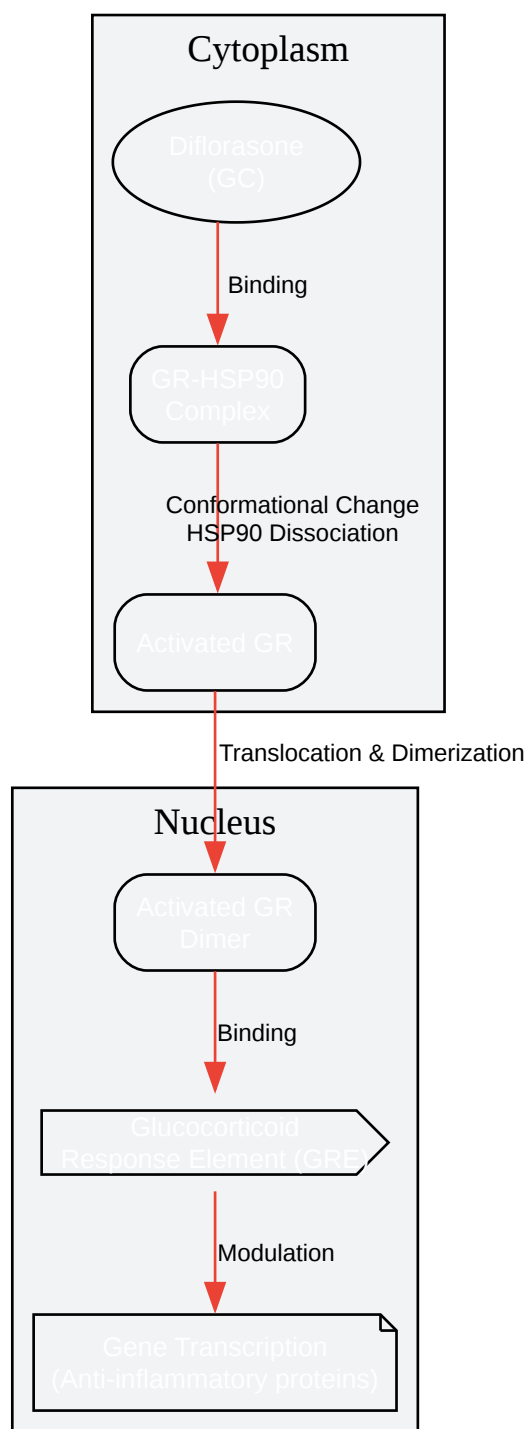 Cytoplasm
Diflorasone
(GC)
Binding
GR-HSP90
Complex
Conformational Change
HSP90 Dissociation
Activated GR
Translocation & Dimerization
Nucleus
Activated GR
Dimer
Binding
Glucocorticoid
Response Element (GRE)
Modulation
Gene Transcription
(Anti-inflammatory proteins)